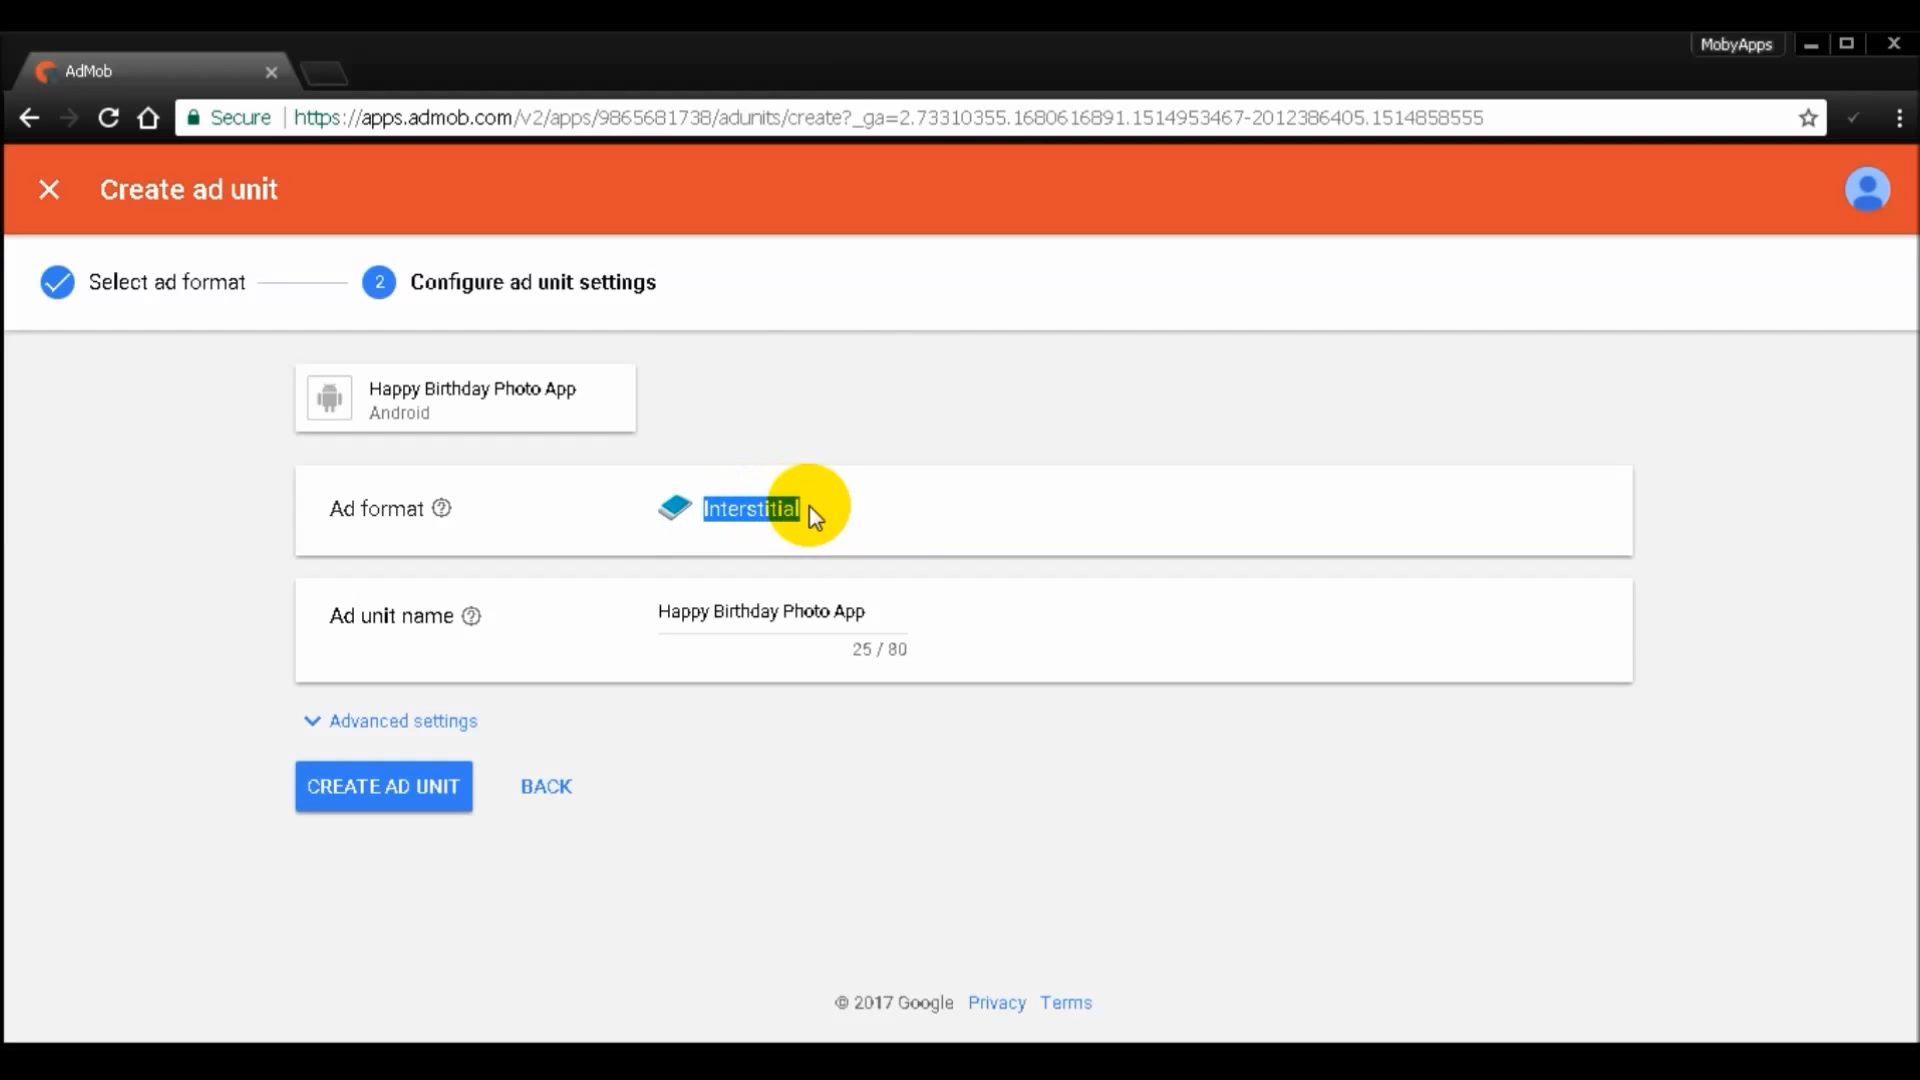 MobyApps
AdMob
Secure https://apps.admob.com/v2/apps/9865681738/adunits/create?_ga=2.73310355.1680616891.1514953467-2012386405.1514858555
Create ad unit
Select ad format 2 Configure ad unit settings
Happy Birthday Photo App
Android
Ad format Interstitial
Ad unit name Happy Birthday Photo App
25 / 80
Advanced settings
CREATE AD UNIT BACK
© 2017 Google Privacy Terms